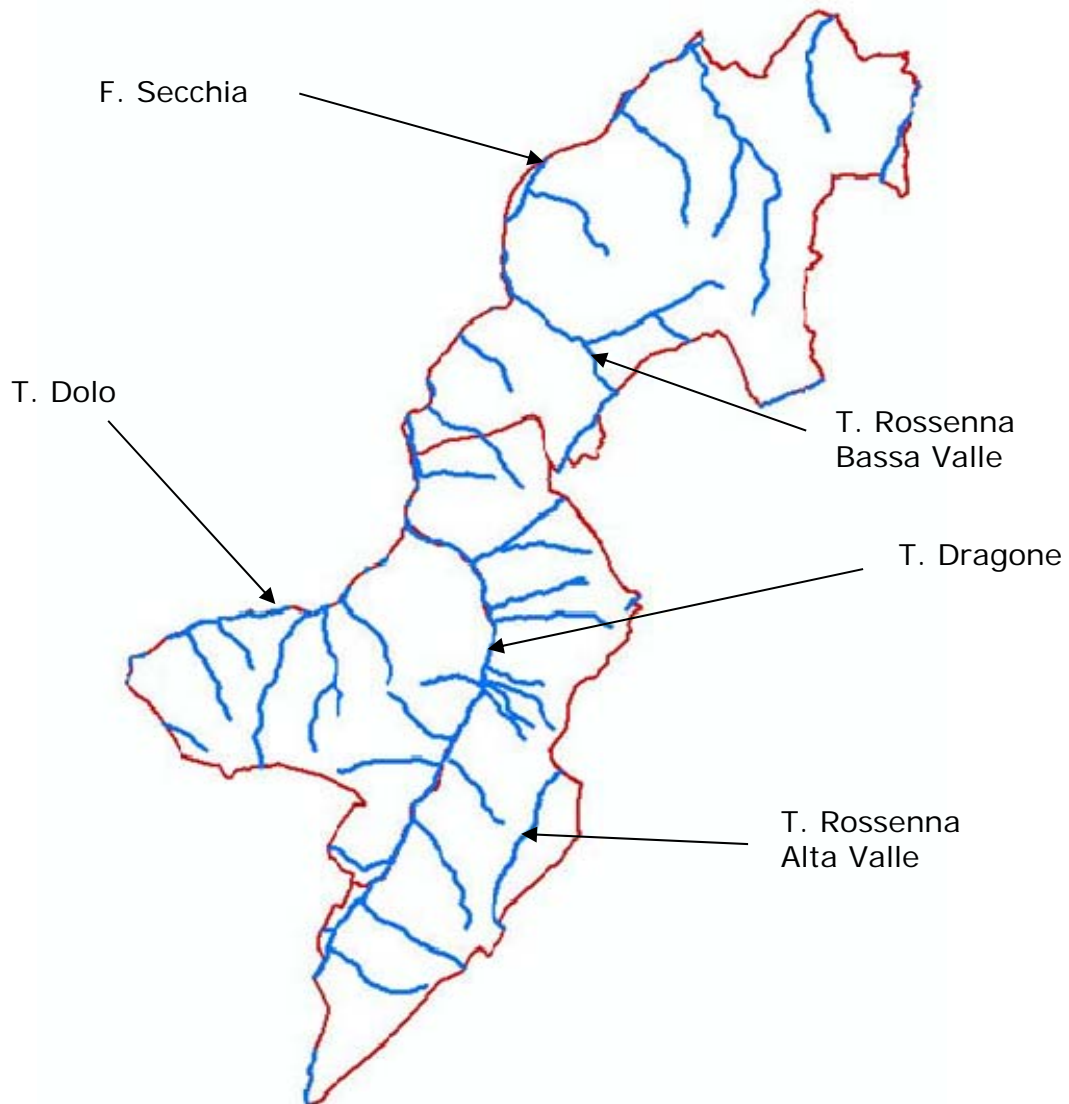 F. Secchia
T. Dolo
T. Rossenna
Bassa Valle
T. Dragone
T. Rossenna
Alta Valle